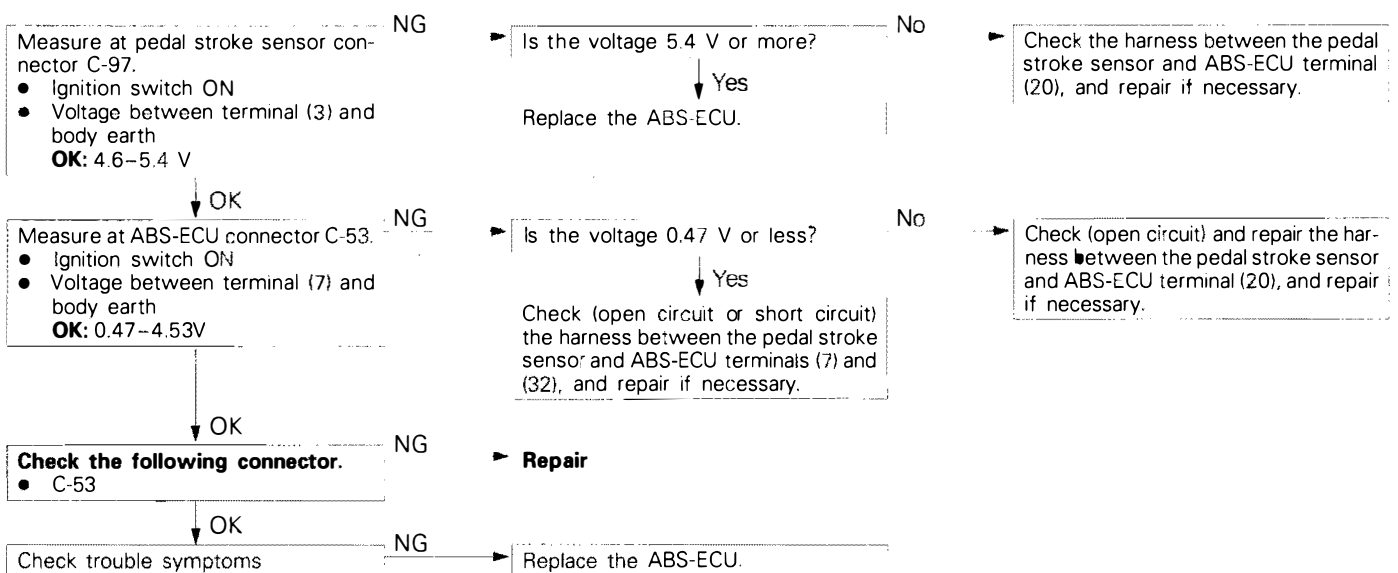 Measure at pedal stroke sensor con-
nector C-97.
● Ignition switch ON
● Voltage between terminal (3) and
body earth
OK: 4.6–5.4 V
NG
Is the voltage 5.4 V or more?
Yes
Replace the ABS-ECU.
No
Check the harness between the pedal
stroke sensor and ABS-ECU terminal
(20), and repair if necessary.
OK
Measure at ABS-ECU connector C-53.
● Ignition switch ON
● Voltage between terminal (7) and
body earth
OK: 0.47–4.53V
NG
Is the voltage 0.47 V or less?
Yes
Check (open circuit or short circuit)
the harness between the pedal stroke
sensor and ABS-ECU terminals (7) and
(32), and repair if necessary.
No
Check (open circuit) and repair the har-
ness between the pedal stroke sensor
and ABS-ECU terminal (20), and repair
if necessary.
OK
Check the following connector.
● C-53
NG
Repair
OK
Check trouble symptoms
NG
Replace the ABS-ECU.